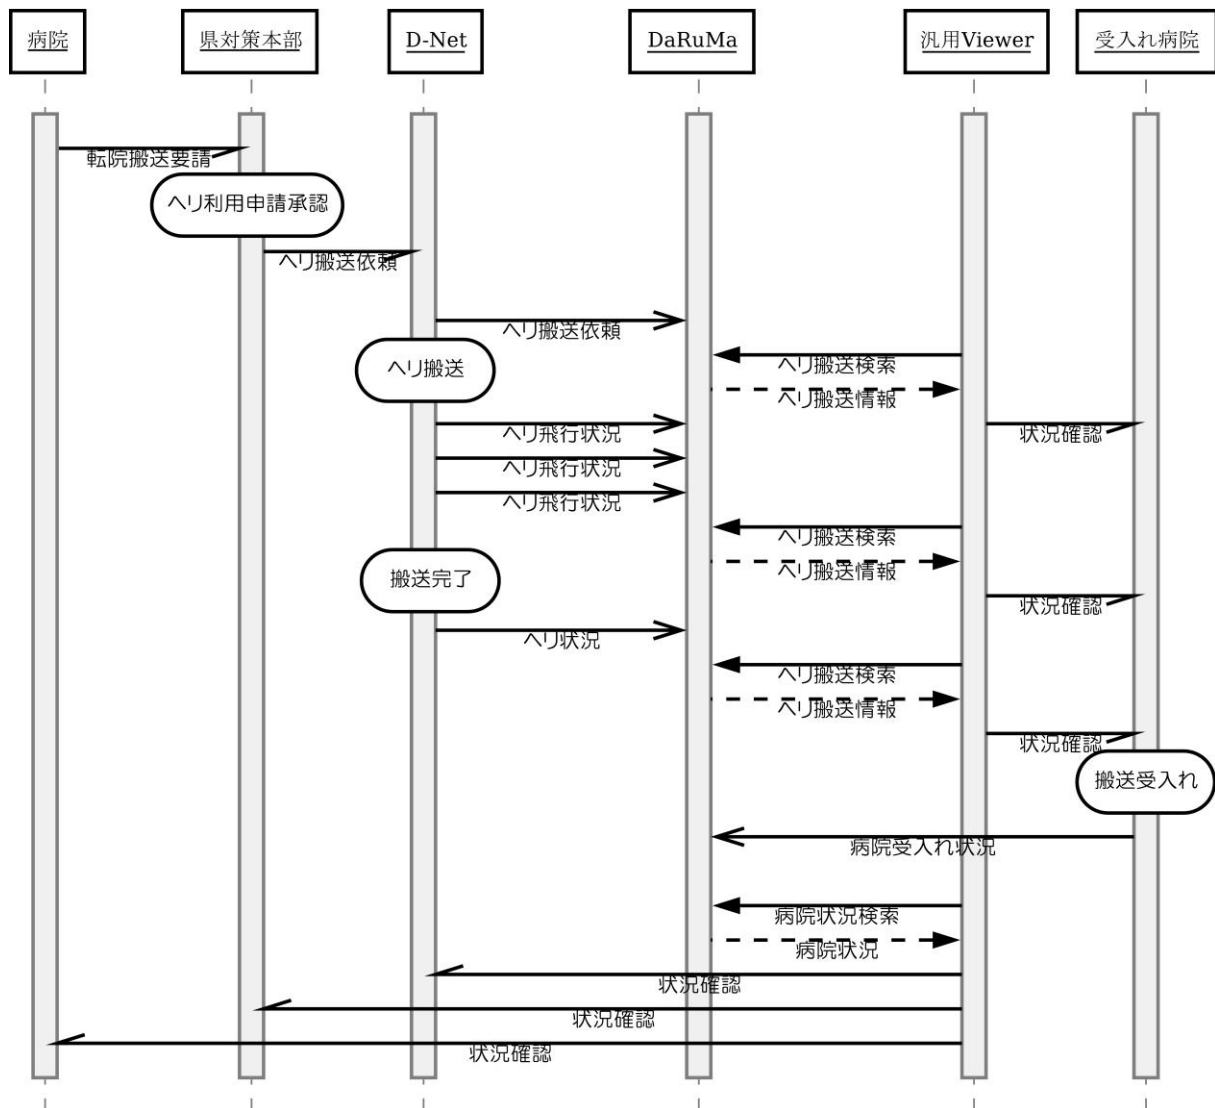 病院
県対策本部
D-Net
DaRuMa
汎用Viewer
受入れ病院
転院搬送要請
ヘリ利用申請承認
ヘリ搬送依頼
ヘリ搬送依頼
ヘリ搬送
ヘリ搬送検索
ヘリ搬送情報
ヘリ飛行状況
状況確認
ヘリ飛行状況
ヘリ飛行状況
ヘリ搬送検索
ヘリ搬送情報
搬送完了
状況確認
ヘリ状況
ヘリ搬送検索
ヘリ搬送情報
状況確認
搬送受入れ
病院受入れ状況
病院状況検索
病院状況
状況確認
状況確認
状況確認